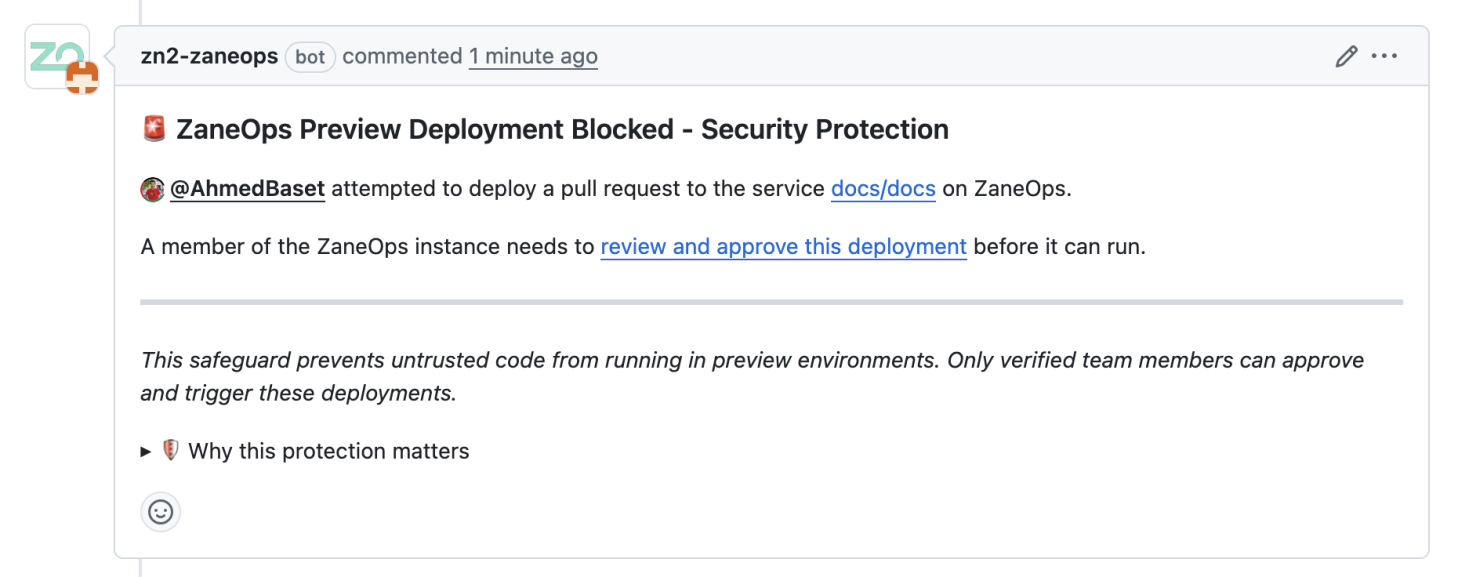 ZO
zn2-zaneops bot commented 1 minute ago
ZaneOps Preview Deployment Blocked - Security Protection
@AhmedBaset attempted to deploy a pull request to the service docs/docs on ZaneOps.
A member of the ZaneOps instance needs to review and approve this deployment before it can run.
This safeguard prevents untrusted code from running in preview environments. Only verified team members can approve
and trigger these deployments.
Why this protection matters